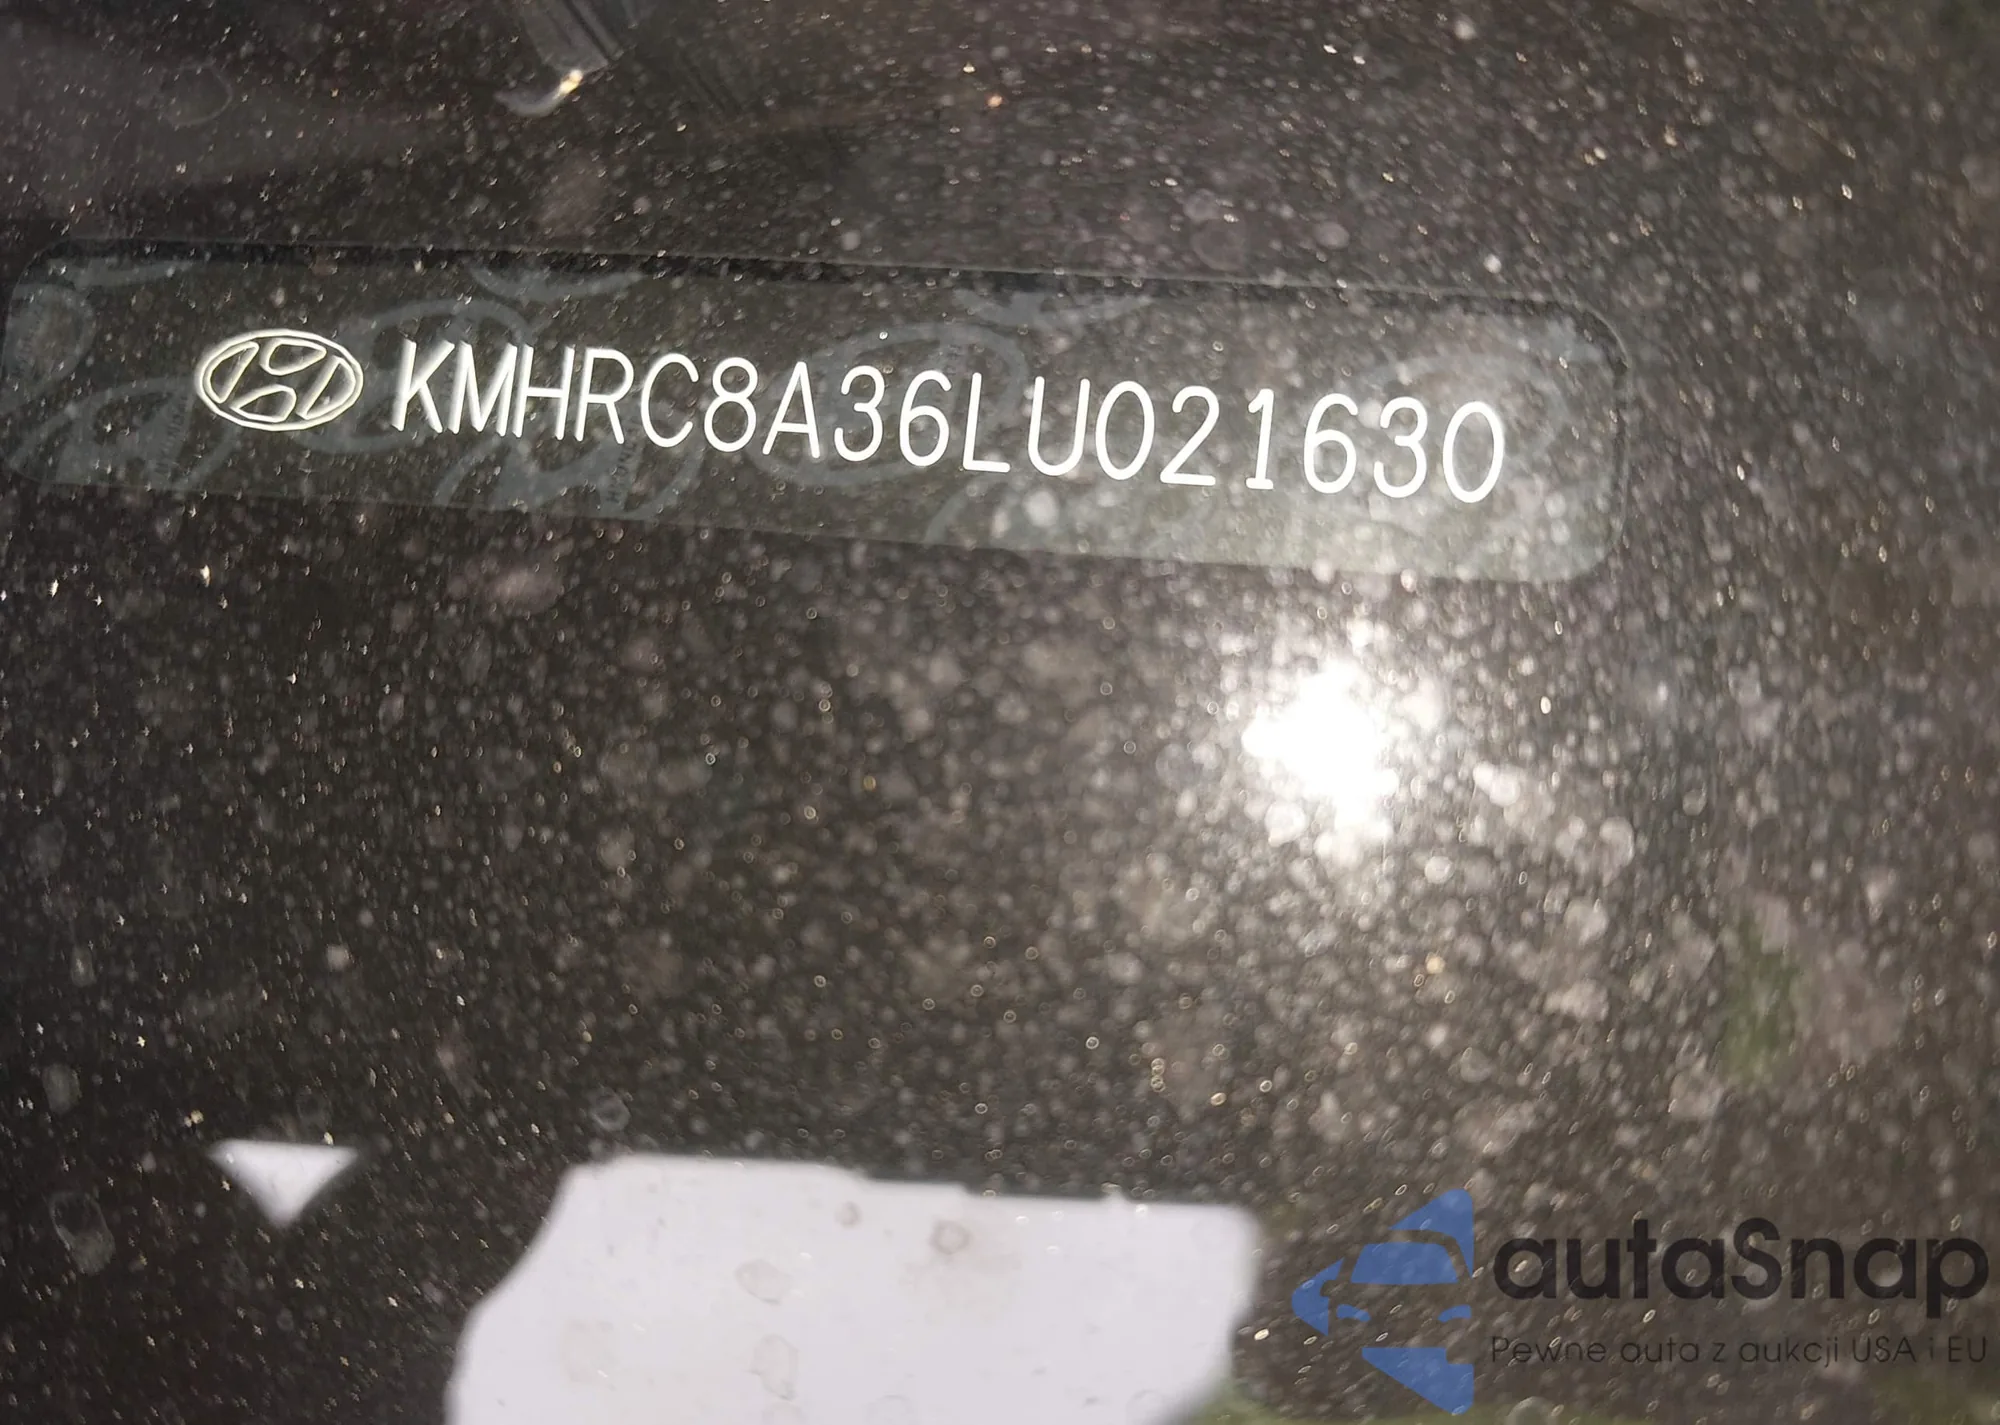 KMHRC8A36LU021630
autaSnap
Pewne auta z aukcji USA i EU